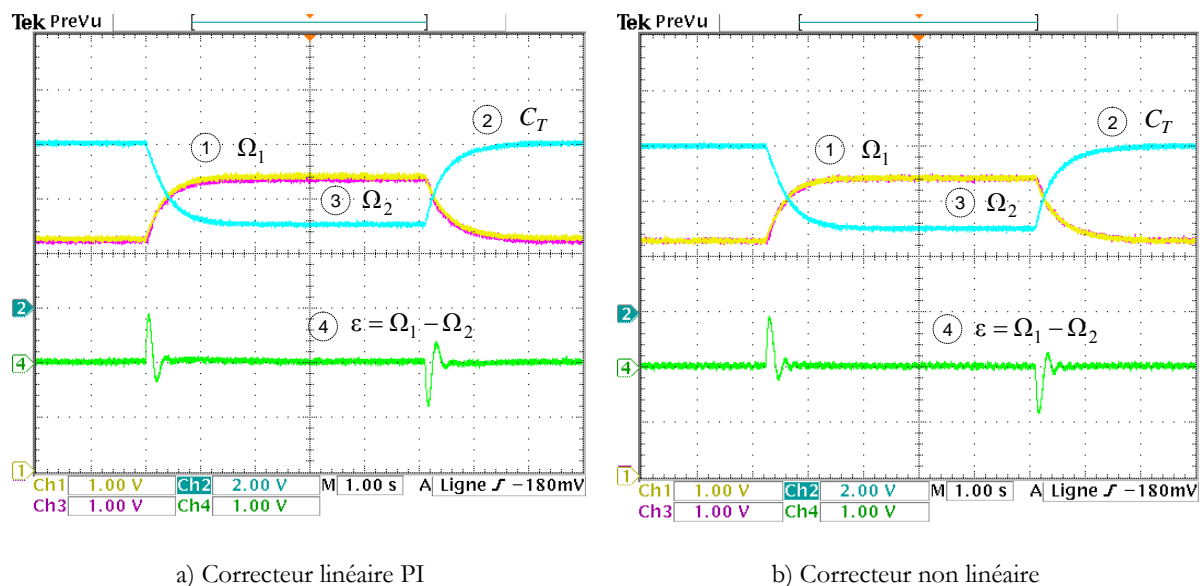 Tek PreVu
① Ω₁
② C_T
③ Ω₂
④ ε = Ω₁ − Ω₂
2
4
1
Ch1 1.00 V Ch2 2.00 V M 1.00 s A Ligne ∫ −180mV
Ch3 1.00 V Ch4 1.00 V
a) Correcteur linéaire PI
Tek PreVu
① Ω₁
② C_T
③ Ω₂
④ ε = Ω₁ − Ω₂
2
4
1
Ch1 1.00 V Ch2 2.00 V M 1.00 s A Ligne ∫ −180mV
Ch3 1.00 V Ch4 1.00 V
b) Correcteur non linéaire